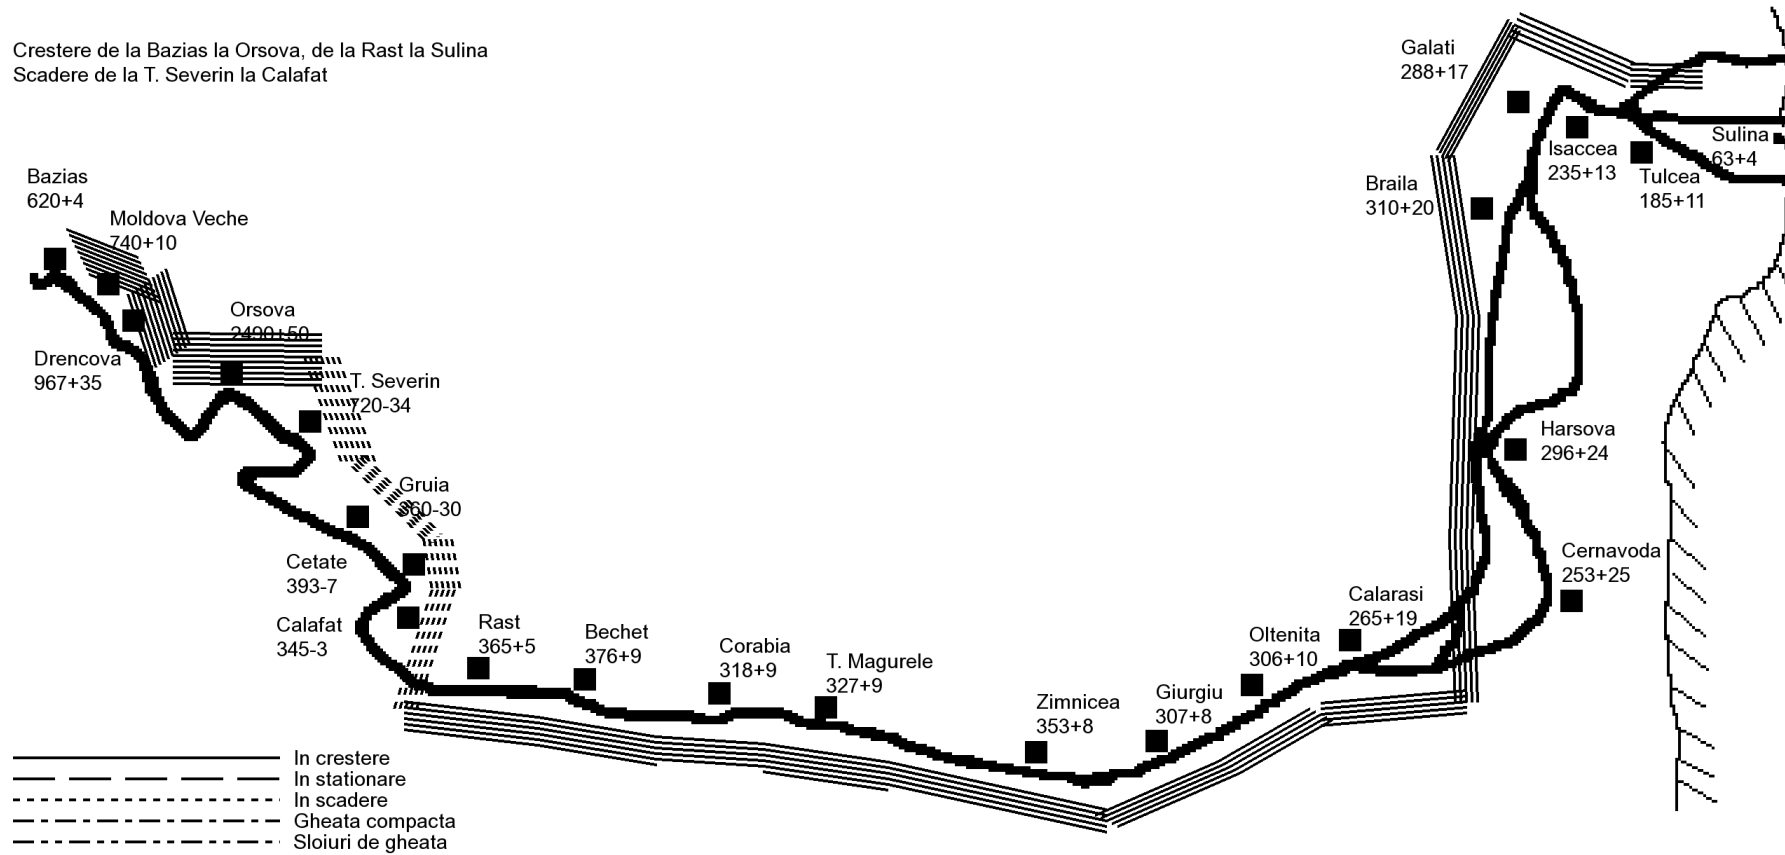 Crestere de la Bazias la Orsova, de la Rast la Sulina
Scadere de la T. Severin la Calafat
Bazias
620+4
Moldova Veche
740+10
Drencova
967+35
Orsova
2490+50
T. Severin
720-34
Gruia
360-30
Cetate
393-7
Calafat
345-3
Rast
365+5
Bechet
376+9
Corabia
318+9
T. Magurele
327+9
Zimnicea
353+8
Giurgiu
307+8
Oltenita
306+10
Calarasi
265+19
Cernavoda
253+25
Harsova
296+24
Braila
310+20
Galati
288+17
Isaccea
235+13
Tulcea
185+11
Sulina
63+4
In crestere
In stationare
In scadere
Gheata compacta
Sloiuri de gheata